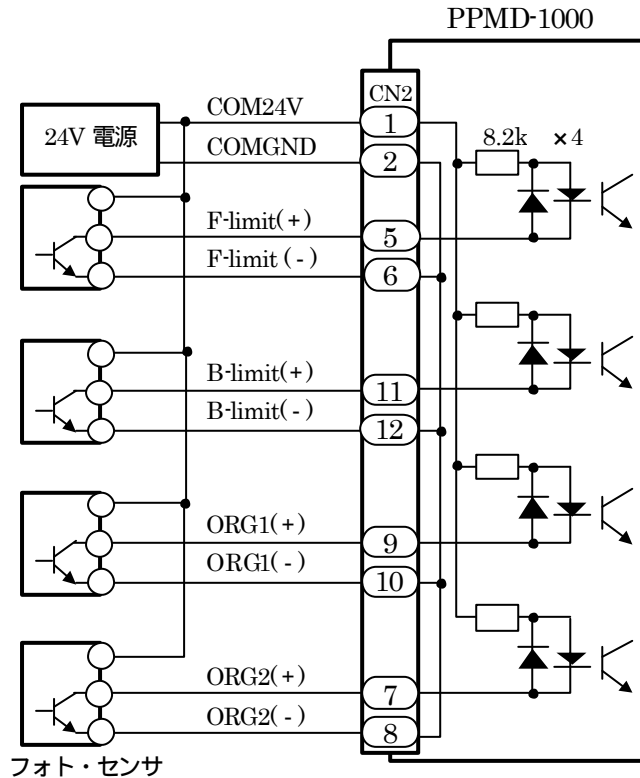 PPMD-1000
CN2
24V 電源
COM24V
1
8.2k ×4
COMGND
2
F-limit(+)
5
F-limit (-)
6
B-limit(+)
11
B-limit(-)
12
ORG1(+)
9
ORG1(-)
10
ORG2(+)
7
ORG2(-)
8
フォト・センサ